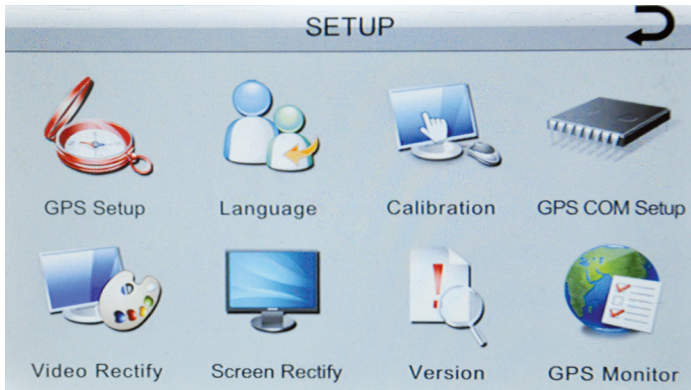 SETUP
GPS Setup
Language
Calibration
GPS COM Setup
Video Rectify
Screen Rectify
Version
GPS Monitor